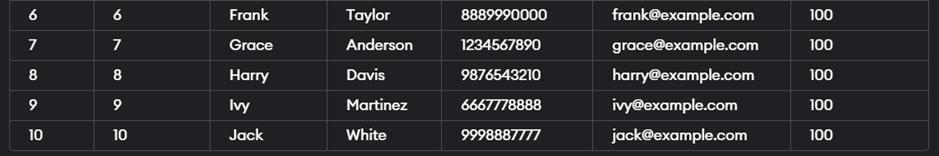 6 6 Frank Taylor 8889990000 frank@example.com 100
7 7 Grace Anderson 1234567890 grace@example.com 100
8 8 Harry Davis 9876543210 harry@example.com 100
9 9 Ivy Martinez 6667778888 ivy@example.com 100
10 10 Jack White 9998887777 jack@example.com 100